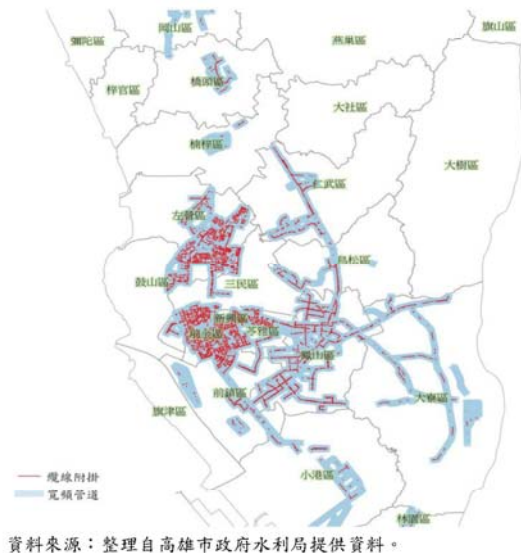 岡山區
彌陀區
燕巢區
旗山區
橋頭區
梓官區
大社區
楠梓區
大樹區
仁武區
左營區
鳥松區
鼓山區
三民區
新興區
前金區
苓雅區
鳳山區
前鎮區
大寮區
旗津區
小港區
林園區
纜線附掛
寬頻管道
資料來源：整理自高雄市政府水利局提供資料。